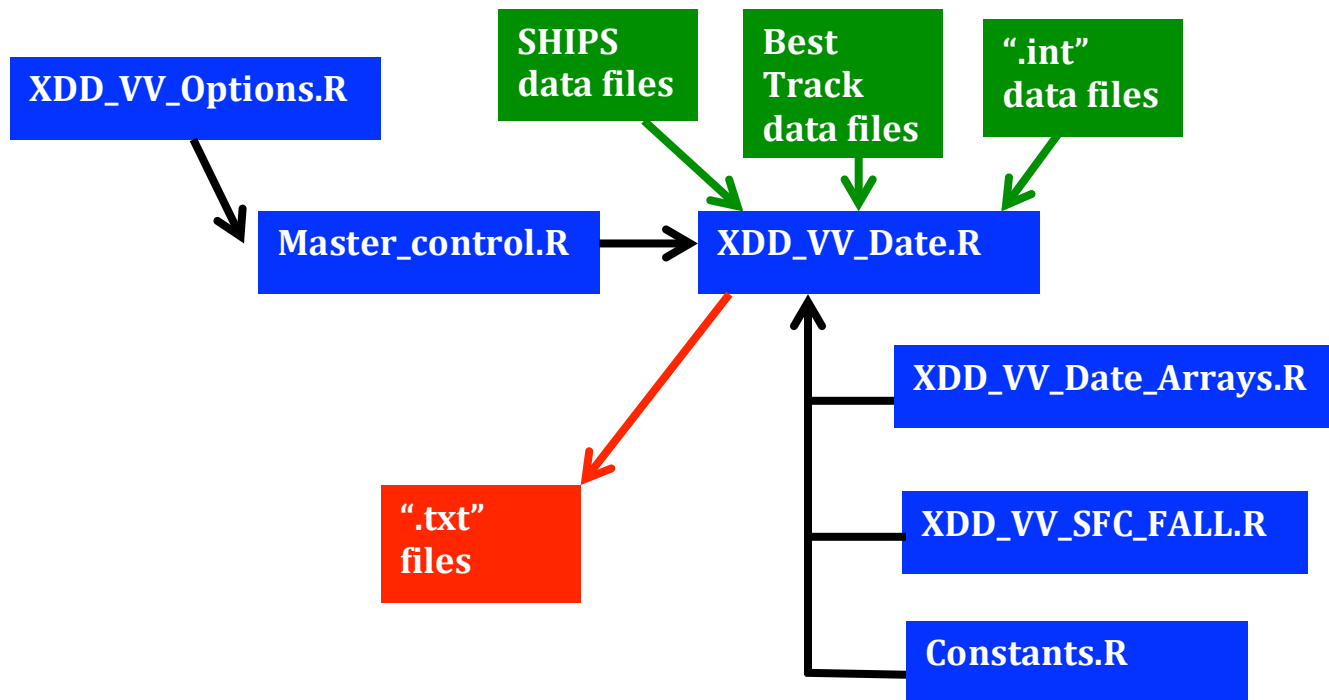 XDD_VV_Options.R
SHIPS
data files
Best
Track
data files
“.int”
data files
Master_control.R
XDD_VV_Date.R
XDD_VV_Date_Arrays.R
“.txt”
files
XDD_VV_SFC_FALL.R
Constants.R